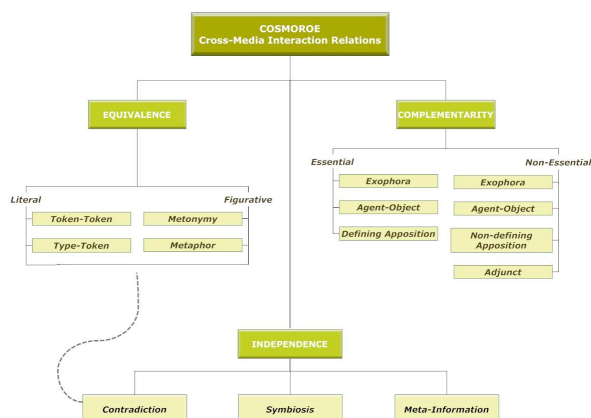 COSMOROE
Cross-Media Interaction Relations
EQUIVALENCE
COMPLEMENTARITY
Literal
Figurative
Token-Token
Metonymy
Type-Token
Metaphor
Essential
Non-Essential
Exophora
Exophora
Agent-Object
Agent-Object
Defining Apposition
Non-defining
Apposition
Adjunct
INDEPENDENCE
Contradiction
Symbiosis
Meta-Information